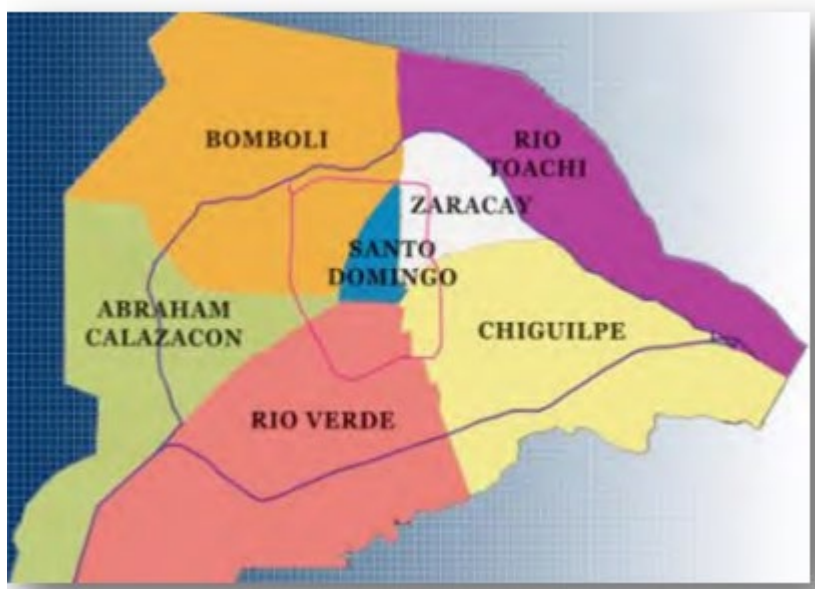 BOMBOLI
RIO
TOACHI
ZARACAY
SANTO
DOMINGO
ABRAHAM
CALAZACON
CHIGUILPE
RIO VERDE